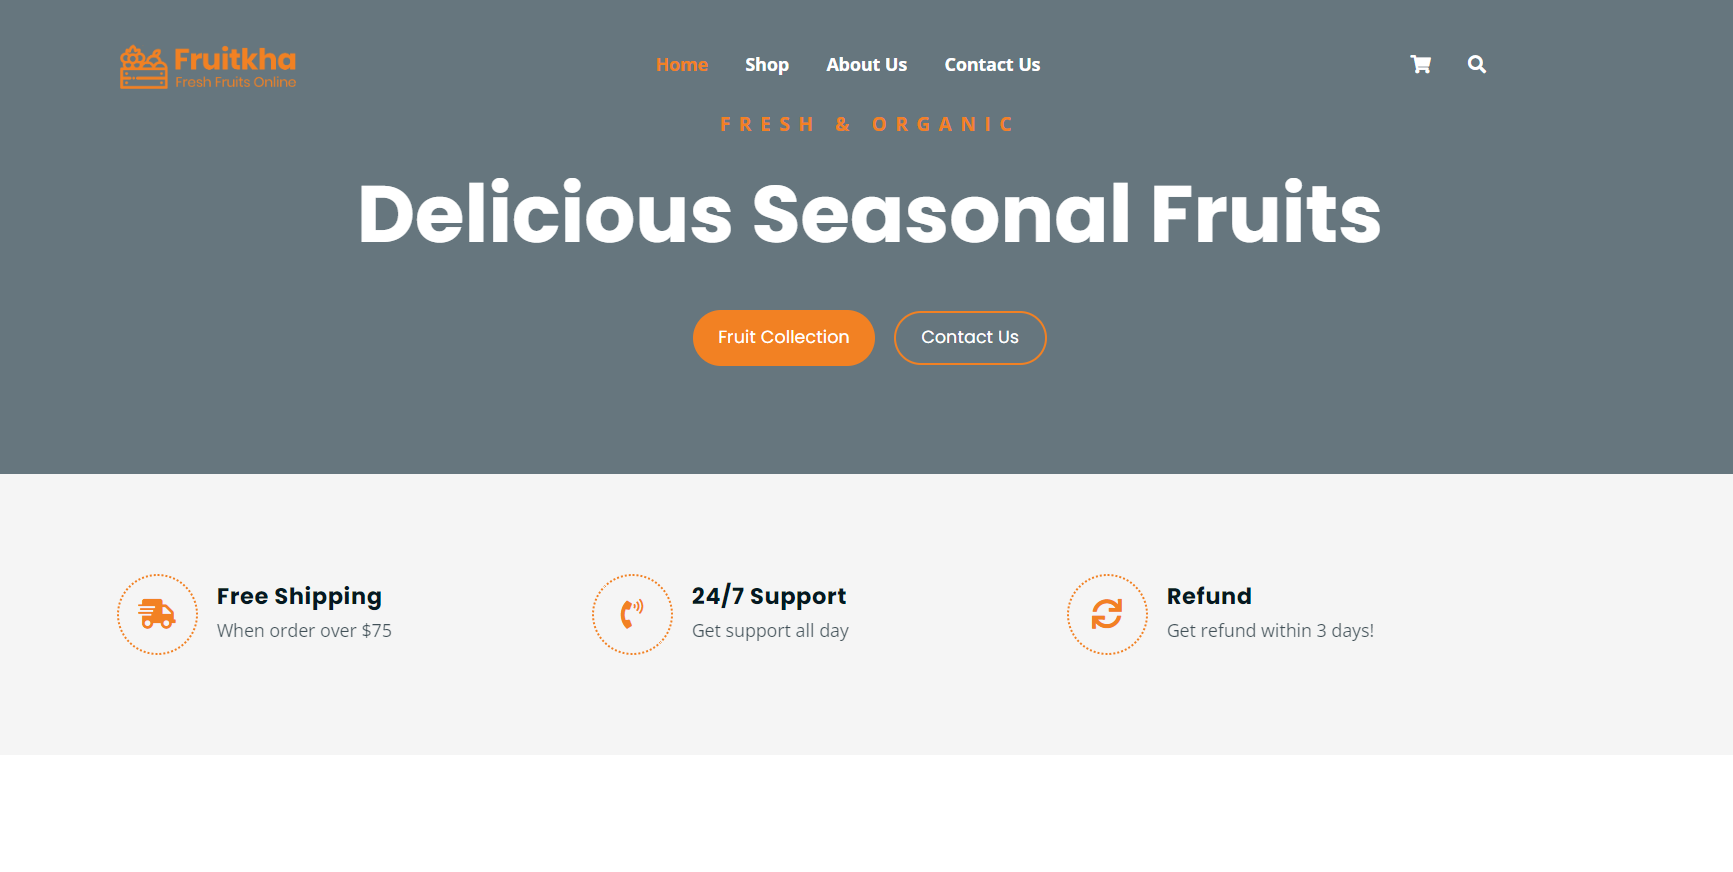 Fruitkha
Fresh Fruits Online
Home Shop About Us Contact Us
FRESH & ORGANIC
Delicious Seasonal Fruits
Fruit Collection Contact Us
Free Shipping
When order over $75
24/7 Support
Get support all day
Refund
Get refund within 3 days!